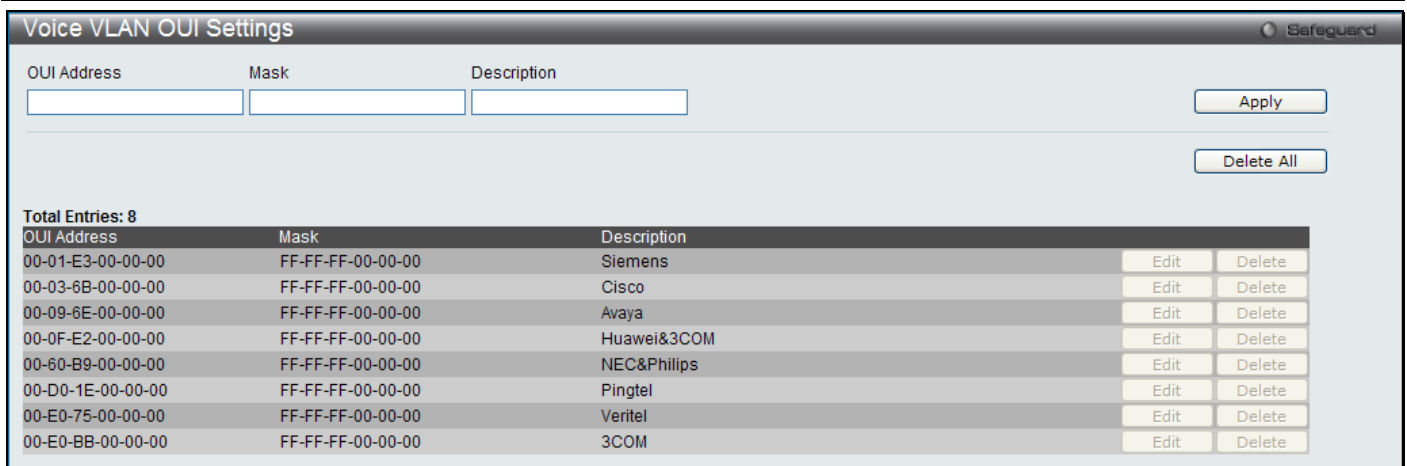 Voice VLAN OUI Settings Safeguard
OUI Address Mask Description
Apply
Delete All
Total Entries: 8
OUI Address Mask Description
00-01-E3-00-00-00 FF-FF-FF-00-00-00 Siemens Edit Delete
00-03-6B-00-00-00 FF-FF-FF-00-00-00 Cisco Edit Delete
00-09-6E-00-00-00 FF-FF-FF-00-00-00 Avaya Edit Delete
00-0F-E2-00-00-00 FF-FF-FF-00-00-00 Huawei&3COM Edit Delete
00-60-B9-00-00-00 FF-FF-FF-00-00-00 NEC&Philips Edit Delete
00-D0-1E-00-00-00 FF-FF-FF-00-00-00 Pingtel Edit Delete
00-E0-75-00-00-00 FF-FF-FF-00-00-00 Veritel Edit Delete
00-E0-BB-00-00-00 FF-FF-FF-00-00-00 3COM Edit Delete